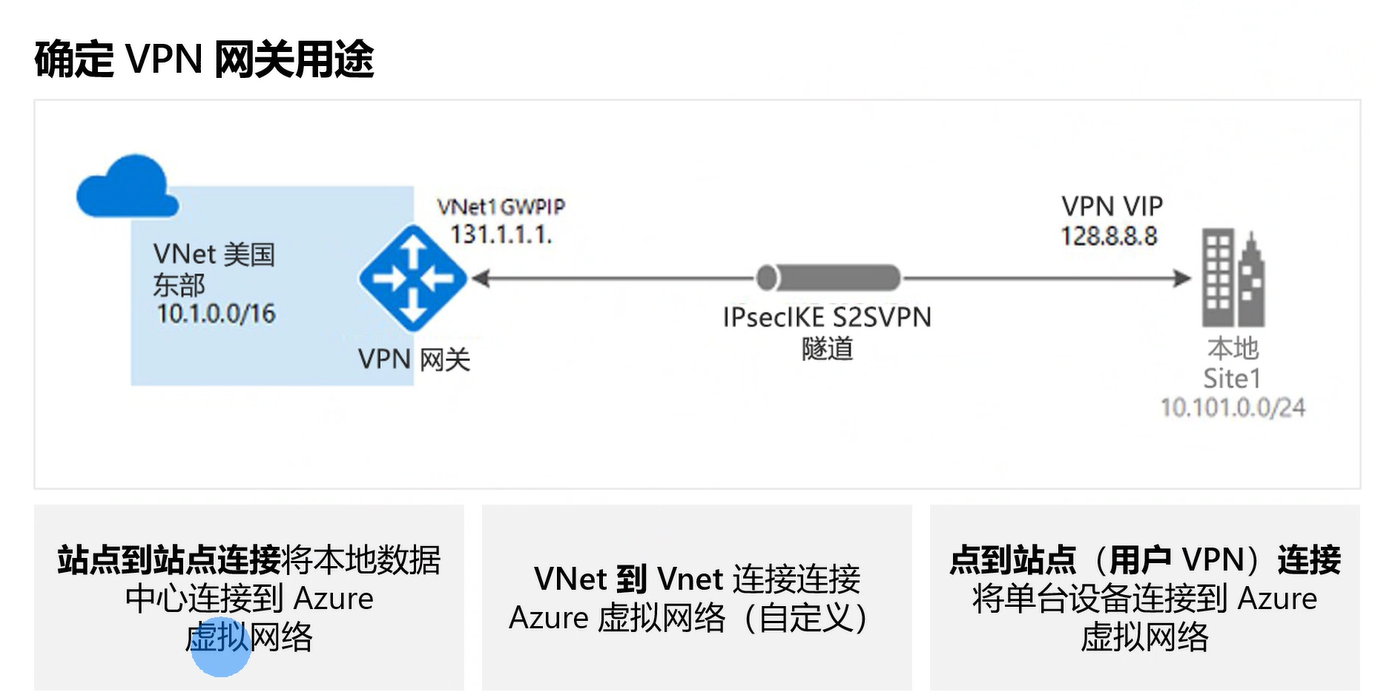 确定 VPN 网关用途
VNet1GWPIP
131.1.1.1.
VPN VIP
128.8.8.8
VNet 美国
东部
10.1.0.0/16
VPN 网关
IPsecIKE S2SVPN
隧道
本地
Site1
10.101.0.0/24
站点到站点连接将本地数据
中心连接到 Azure
虚拟网络
VNet 到 Vnet 连接连接
Azure 虚拟网络（自定义）
点到站点（用户 VPN）连接
将单台设备连接到 Azure
虚拟网络